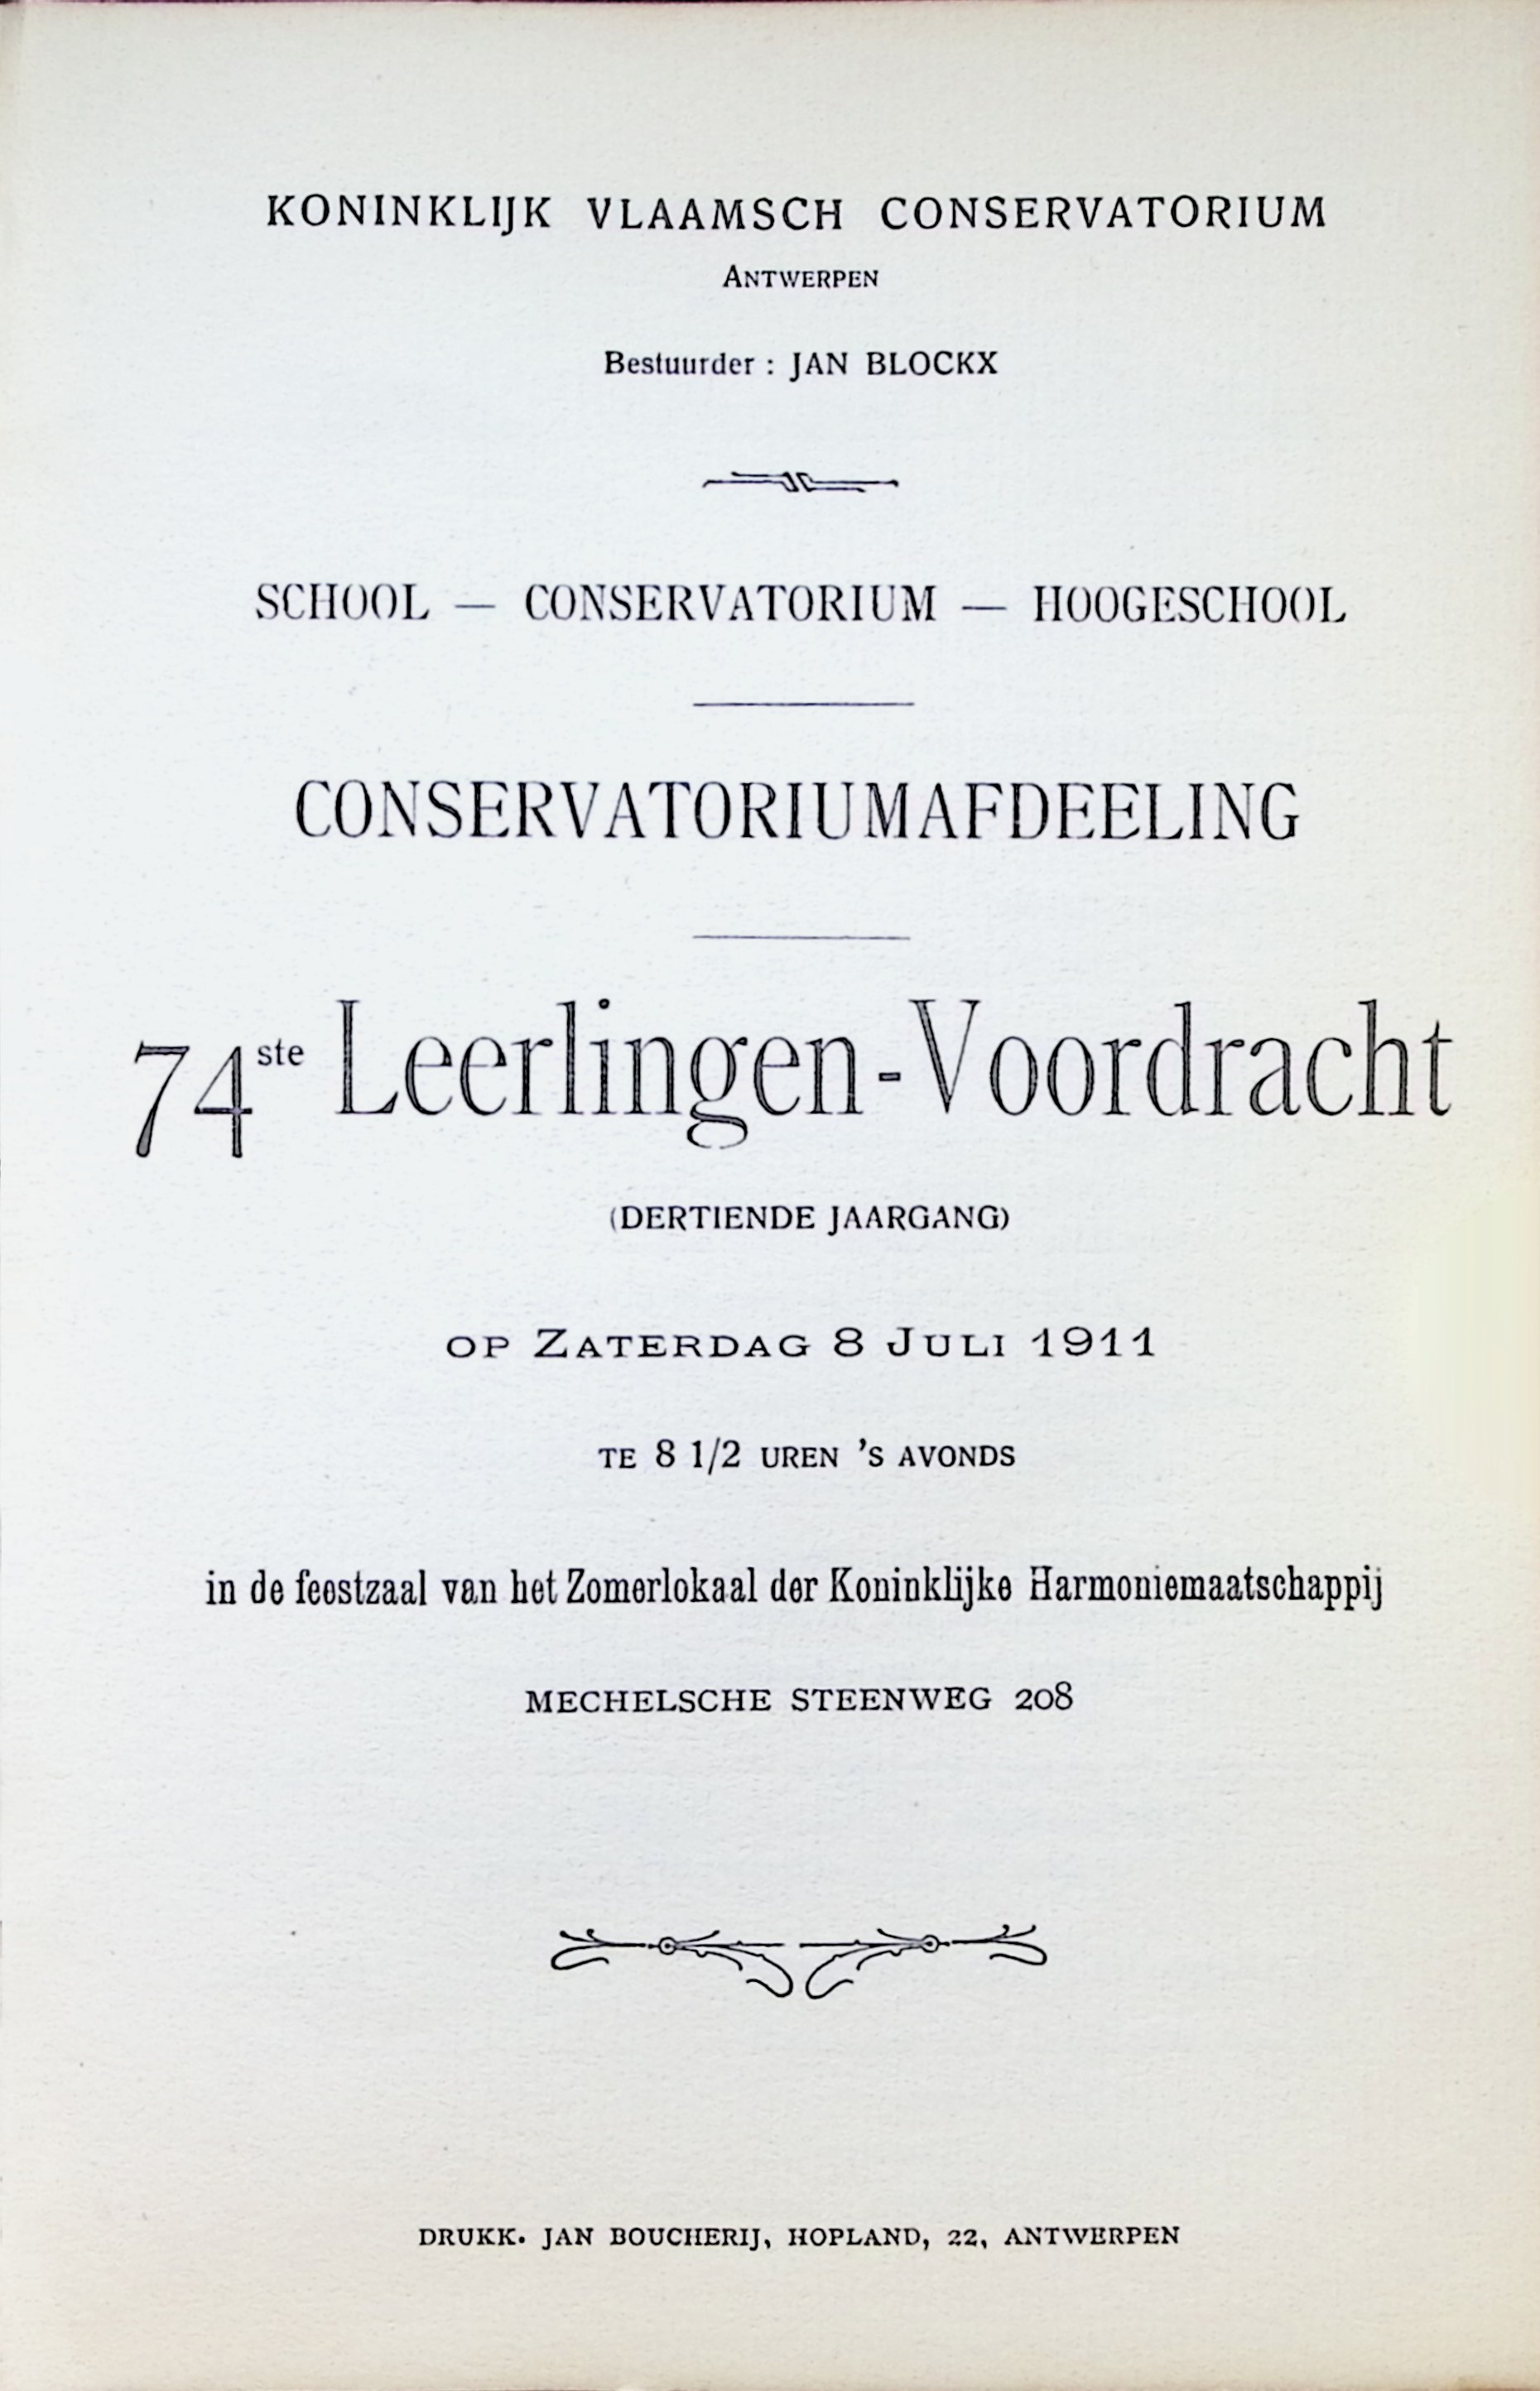 KONINKLIJK VLAAMSCH CONSERVATORIUM
ANTWERPEN
Bestuurder : JAN BLOCKX
SCHOOL — CONSERVATORIUM — HOOGESCHOOL
CONSERVATORIUMAFDEELING
74ste Leerlingen-Voordracht
(DERTIENDE JAARGANG)
OP ZATERDAG 8 JULI 1911
TE 8 1/2 UREN 'S AVONDS
in de feestzaal van het Zomerlokaal der Koninklijke Harmoniemaatschappij
MECHELSCHE STEENWEG 208
DRUKK. JAN BOUCHERIJ, HOPLAND, 22, ANTWERPEN